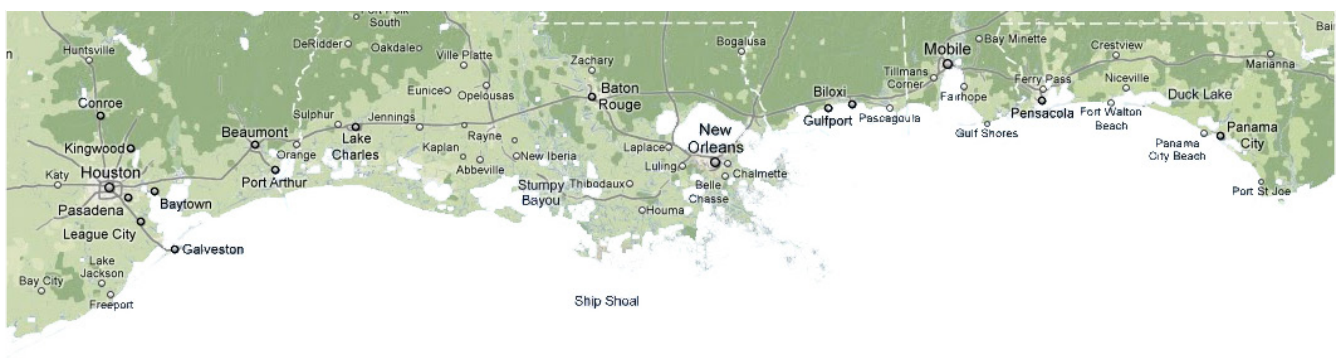 South
DeRidder
Oakdale
Ville Platte
Bogalusa
Mobile
Bay Minette
Crestview
Marianna
Huntsville
Zachary
Tillmans
Corner
Ferry Pass
Niceville
Conroe
Eunice
Opelousas
Baton
Rouge
Biloxi
Fairhope
Pensacola
Duck Lake
Sulphur
Jennings
Gulfport
Pascagoula
Fort Walton
Beach
Gulf Shores
Beaumont
Lake
Charles
Rayne
New
Orleans
Panama
City
Kingwood
Orange
Kaplan
New Iberia
Laplace
Panama
City Beach
Houston
Katy
Port Arthur
Abbeville
Luling
Chalmette
Stumpy
Bayou
Thibodaux
Belle
Chasse
Port St Joe
Baytown
Pasadena
Houma
League City
Galveston
Lake
Jackson
Bay City
Freeport
Ship Shoal